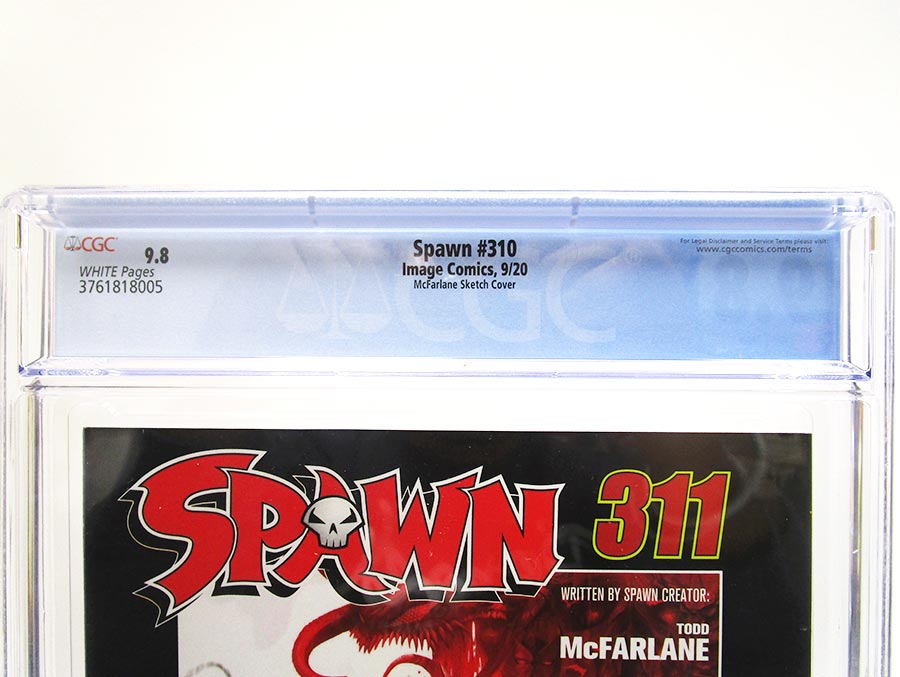 CGC
9.8
WHITE Pages
3761818005
Spawn #310
Image Comics, 9/20
McFarlane Sketch Cover
For Legal Disclaimer and Service Terms please visit:
www.cgccomics.com/terms
CGC
SPAWN 311
WRITTEN BY SPAWN CREATOR:
TODD
McFARLANE